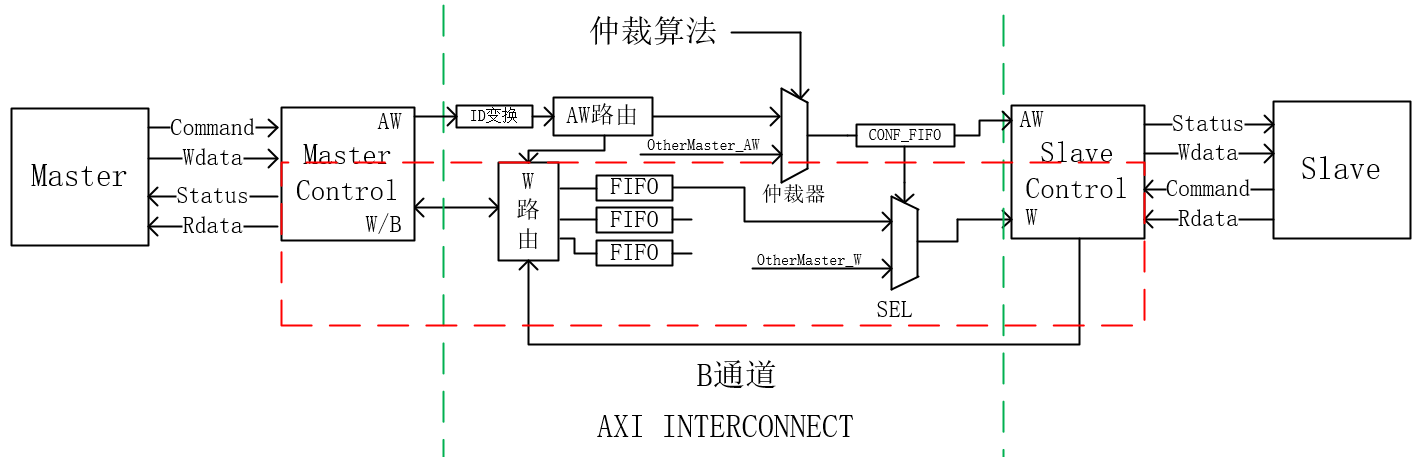 仲裁算法
Master
Command
Wdata
Status
Rdata
AW
Master
Control
W/B
ID变换
AW路由
OtherMaster_AW
仲裁器
CONF_FIFO
W
路
由
FIFO
FIFO
FIFO
OtherMaster_W
SEL
AW
Slave
Control
W
Status
Wdata
Command
Rdata
Slave
B通道
AXI INTERCONNECT